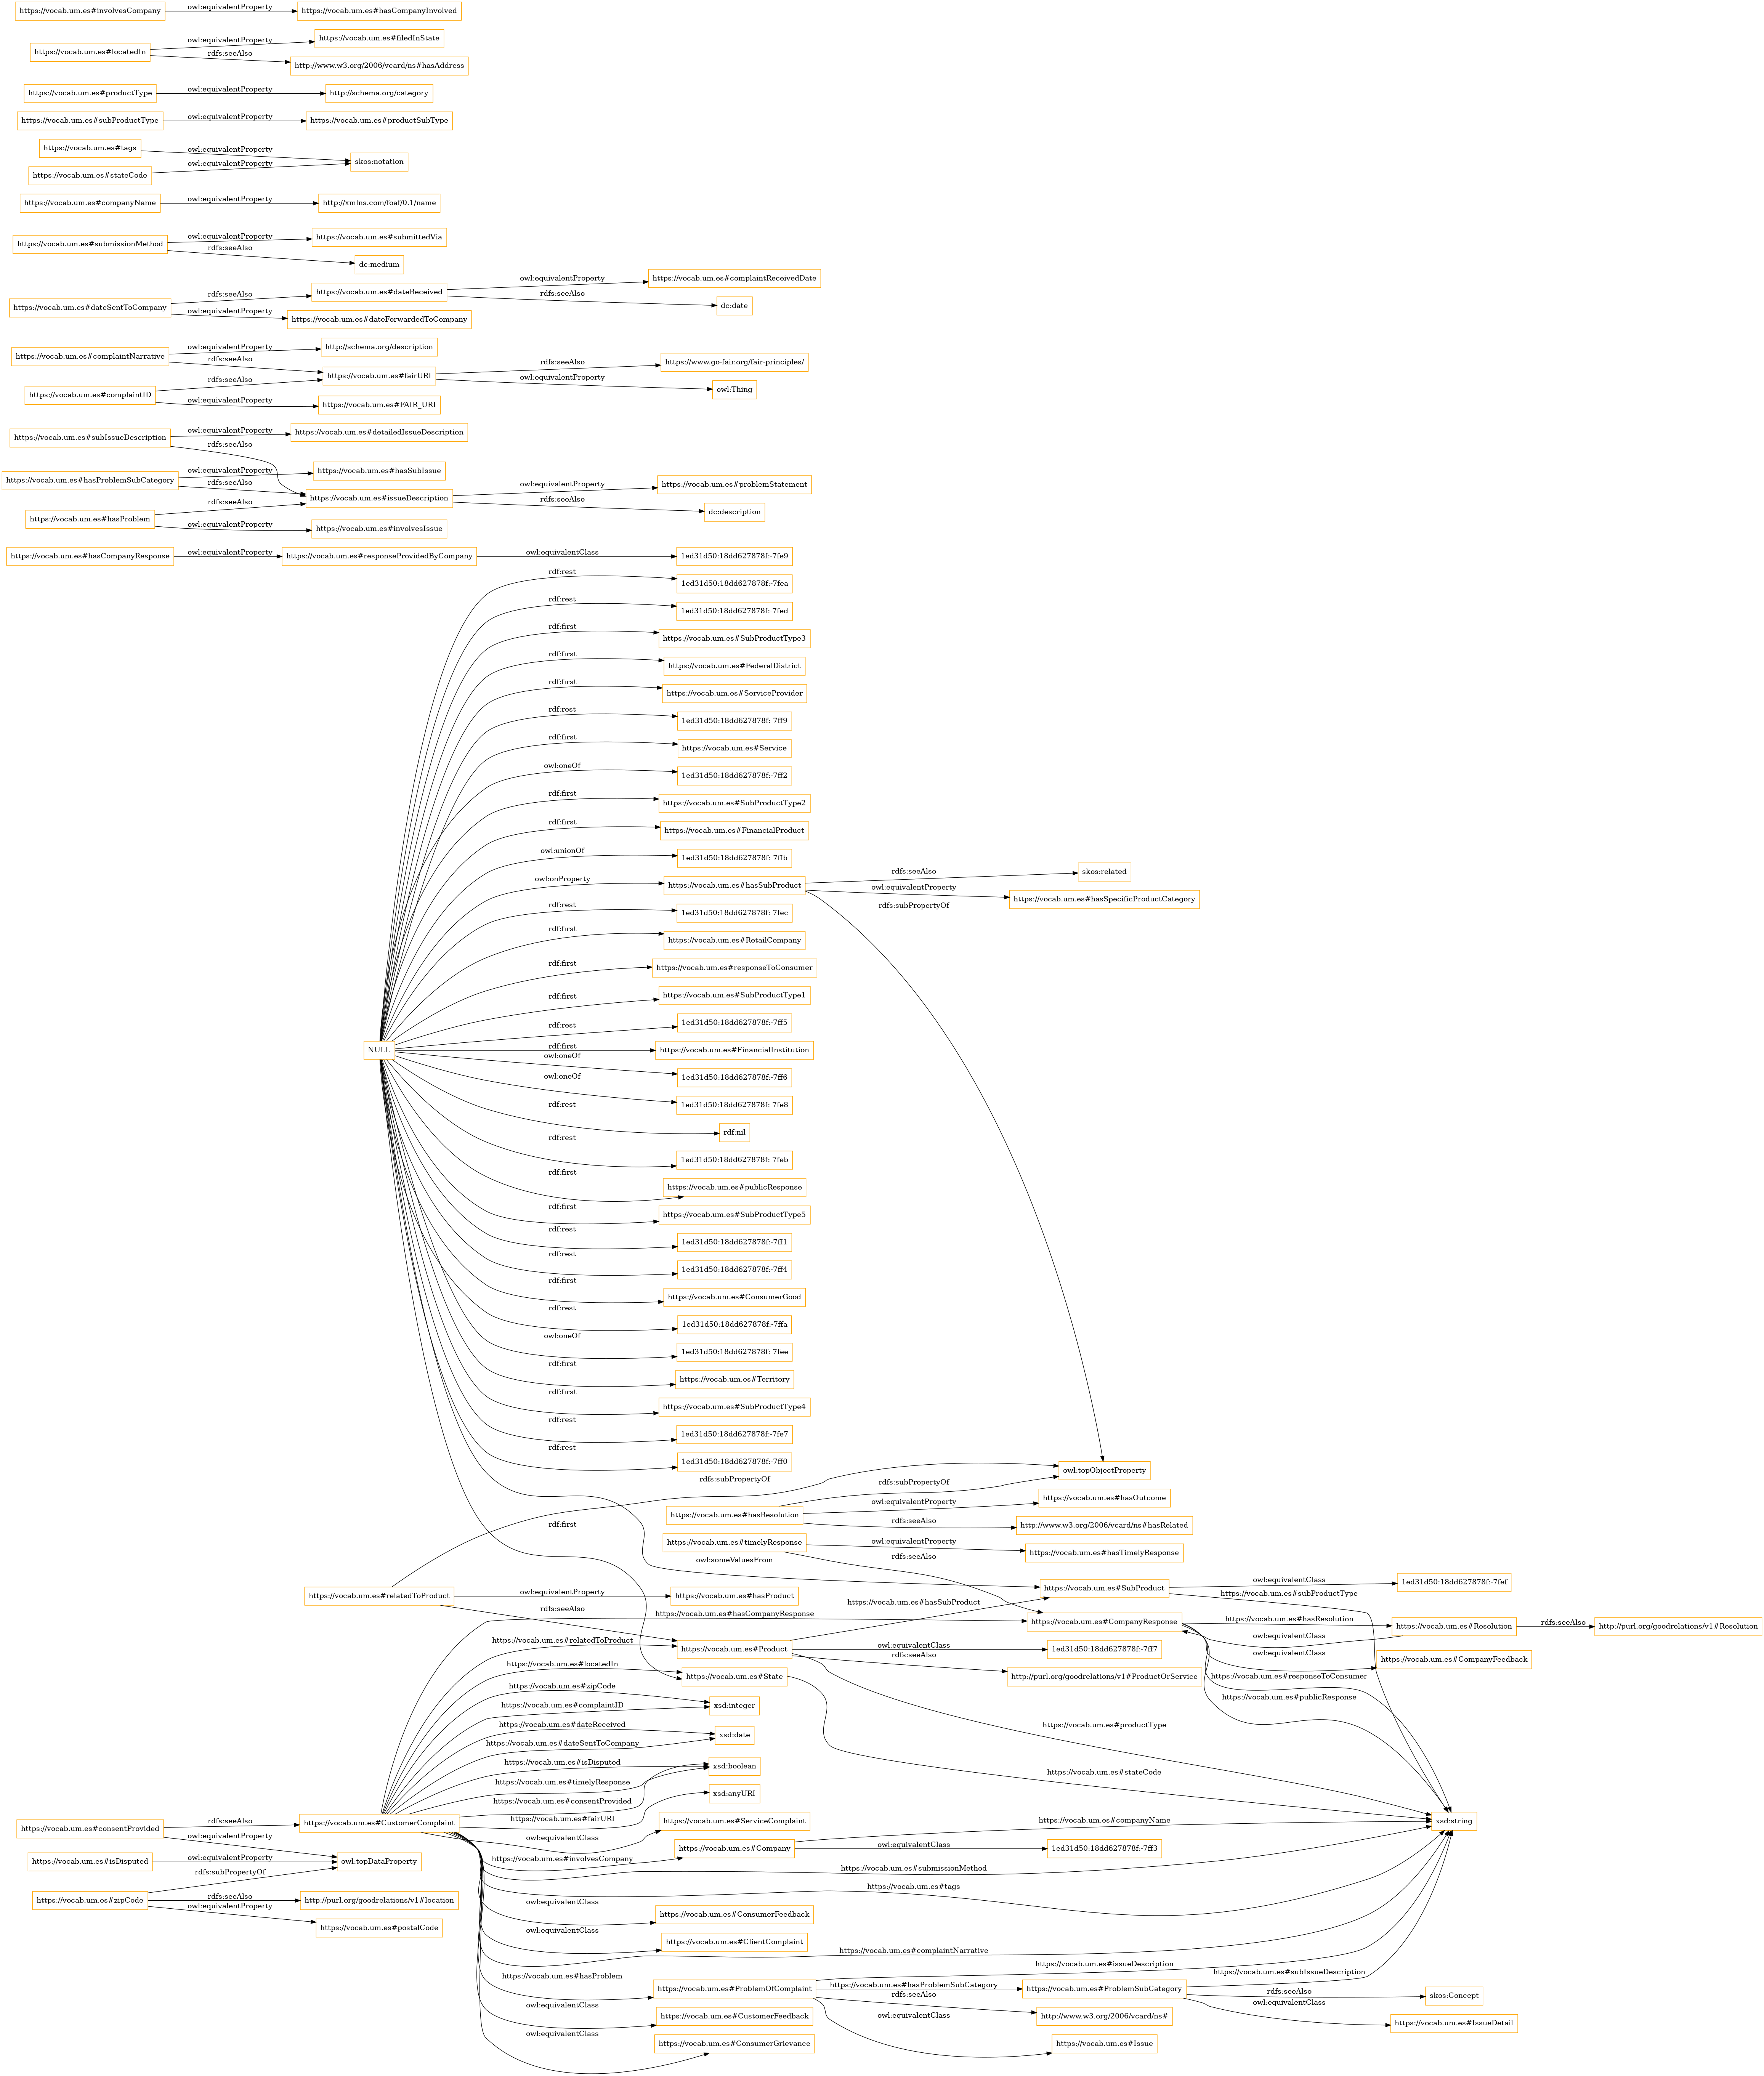 https://vocab.um.es#involvesCompany
owl:equivalentProperty
https://vocab.um.es#hasCompanyInvolved
https://vocab.um.es#locatedIn
owl:equivalentProperty
https://vocab.um.es#filedInState
rdfs:seeAlso
http://www.w3.org/2006/vcard/ns#hasAddress
https://vocab.um.es#productType
owl:equivalentProperty
http://schema.org/category
https://vocab.um.es#subProductType
owl:equivalentProperty
https://vocab.um.es#productSubType
https://vocab.um.es#tags
owl:equivalentProperty
skos:notation
https://vocab.um.es#stateCode
owl:equivalentProperty
https://vocab.um.es#companyName
owl:equivalentProperty
http://xmlns.com/foaf/0.1/name
https://vocab.um.es#submissionMethod
owl:equivalentProperty
https://vocab.um.es#submittedVia
rdfs:seeAlso
dc:medium
https://vocab.um.es#dateSentToCompany
rdfs:seeAlso
https://vocab.um.es#dateReceived
owl:equivalentProperty
https://vocab.um.es#complaintReceivedDate
rdfs:seeAlso
dc:date
owl:equivalentProperty
https://vocab.um.es#dateForwardedToCompany
https://vocab.um.es#complaintNarrative
owl:equivalentProperty
http://schema.org/description
rdfs:seeAlso
https://vocab.um.es#fairURI
rdfs:seeAlso
https://www.go-fair.org/fair-principles/
owl:equivalentProperty
owl:Thing
https://vocab.um.es#complaintID
rdfs:seeAlso
owl:equivalentProperty
https://vocab.um.es#FAIR_URI
https://vocab.um.es#subIssueDescription
owl:equivalentProperty
https://vocab.um.es#detailedIssueDescription
rdfs:seeAlso
https://vocab.um.es#hasProblemSubCategory
owl:equivalentProperty
https://vocab.um.es#hasSubIssue
rdfs:seeAlso
https://vocab.um.es#issueDescription
owl:equivalentProperty
https://vocab.um.es#problemStatement
rdfs:seeAlso
dc:description
https://vocab.um.es#hasProblem
rdfs:seeAlso
owl:equivalentProperty
https://vocab.um.es#involvesIssue
https://vocab.um.es#hasCompanyResponse
owl:equivalentProperty
https://vocab.um.es#responseProvidedByCompany
owl:equivalentClass
1ed31d50:18dd627878f:-7fe9
rdf:rest
1ed31d50:18dd627878f:-7fea
rdf:rest
1ed31d50:18dd627878f:-7fed
rdf:first
https://vocab.um.es#SubProductType3
rdf:first
https://vocab.um.es#FederalDistrict
rdf:first
https://vocab.um.es#ServiceProvider
rdf:rest
1ed31d50:18dd627878f:-7ff9
rdf:first
https://vocab.um.es#Service
owl:oneOf
1ed31d50:18dd627878f:-7ff2
rdf:first
https://vocab.um.es#SubProductType2
rdf:first
https://vocab.um.es#FinancialProduct
owl:unionOf
1ed31d50:18dd627878f:-7ffb
owl:onProperty
https://vocab.um.es#hasSubProduct
rdfs:seeAlso
skos:related
owl:equivalentProperty
https://vocab.um.es#hasSpecificProductCategory
rdfs:subPropertyOf
rdf:rest
1ed31d50:18dd627878f:-7fec
rdf:first
https://vocab.um.es#RetailCompany
rdf:first
https://vocab.um.es#responseToConsumer
rdf:first
https://vocab.um.es#SubProductType1
rdf:rest
1ed31d50:18dd627878f:-7ff5
NULL
rdf:first
https://vocab.um.es#FinancialInstitution
owl:oneOf
1ed31d50:18dd627878f:-7ff6
owl:oneOf
1ed31d50:18dd627878f:-7fe8
rdf:rest
rdf:nil
rdf:rest
1ed31d50:18dd627878f:-7feb
rdf:first
https://vocab.um.es#publicResponse
rdf:first
https://vocab.um.es#SubProductType5
rdf:rest
1ed31d50:18dd627878f:-7ff1
rdf:rest
1ed31d50:18dd627878f:-7ff4
rdf:first
https://vocab.um.es#ConsumerGood
rdf:rest
1ed31d50:18dd627878f:-7ffa
owl:oneOf
1ed31d50:18dd627878f:-7fee
rdf:first
https://vocab.um.es#Territory
rdf:first
https://vocab.um.es#SubProductType4
rdf:rest
1ed31d50:18dd627878f:-7fe7
rdf:rest
1ed31d50:18dd627878f:-7ff0
owl:topObjectProperty
rdfs:subPropertyOf
rdfs:subPropertyOf
https://vocab.um.es#hasResolution
owl:equivalentProperty
https://vocab.um.es#hasOutcome
rdfs:seeAlso
http://www.w3.org/2006/vcard/ns#hasRelated
rdf:first
https://vocab.um.es#timelyResponse
owl:equivalentProperty
https://vocab.um.es#hasTimelyResponse
rdfs:seeAlso
owl:someValuesFrom
https://vocab.um.es#SubProduct
owl:equivalentClass
1ed31d50:18dd627878f:-7fef
https://vocab.um.es#subProductType
https://vocab.um.es#relatedToProduct
owl:equivalentProperty
https://vocab.um.es#hasProduct
rdfs:seeAlso
https://vocab.um.es#hasSubProduct
https://vocab.um.es#hasCompanyResponse
https://vocab.um.es#CompanyResponse
https://vocab.um.es#hasResolution
https://vocab.um.es#Resolution
rdfs:seeAlso
http://purl.org/goodrelations/v1#Resolution
owl:equivalentClass
owl:equivalentClass
https://vocab.um.es#CompanyFeedback
https://vocab.um.es#responseToConsumer
https://vocab.um.es#publicResponse
https://vocab.um.es#relatedToProduct
https://vocab.um.es#Product
owl:equivalentClass
1ed31d50:18dd627878f:-7ff7
rdfs:seeAlso
http://purl.org/goodrelations/v1#ProductOrService
https://vocab.um.es#productType
https://vocab.um.es#locatedIn
https://vocab.um.es#State
https://vocab.um.es#stateCode
https://vocab.um.es#zipCode
xsd:integer
https://vocab.um.es#complaintID
https://vocab.um.es#dateReceived
xsd:date
https://vocab.um.es#dateSentToCompany
https://vocab.um.es#isDisputed
xsd:boolean
https://vocab.um.es#timelyResponse
https://vocab.um.es#consentProvided
xsd:anyURI
https://vocab.um.es#fairURI
https://vocab.um.es#consentProvided
rdfs:seeAlso
https://vocab.um.es#CustomerComplaint
owl:equivalentProperty
owl:equivalentClass
https://vocab.um.es#ServiceComplaint
https://vocab.um.es#companyName
xsd:string
https://vocab.um.es#involvesCompany
https://vocab.um.es#Company
owl:equivalentClass
1ed31d50:18dd627878f:-7ff3
https://vocab.um.es#isDisputed
owl:equivalentProperty
owl:topDataProperty
rdfs:subPropertyOf
https://vocab.um.es#submissionMethod
https://vocab.um.es#tags
https://vocab.um.es#zipCode
rdfs:seeAlso
http://purl.org/goodrelations/v1#location
owl:equivalentProperty
https://vocab.um.es#postalCode
owl:equivalentClass
https://vocab.um.es#ConsumerFeedback
owl:equivalentClass
https://vocab.um.es#ClientComplaint
https://vocab.um.es#complaintNarrative
https://vocab.um.es#issueDescription
https://vocab.um.es#hasProblem
https://vocab.um.es#ProblemOfComplaint
https://vocab.um.es#hasProblemSubCategory
https://vocab.um.es#ProblemSubCategory
https://vocab.um.es#subIssueDescription
rdfs:seeAlso
skos:Concept
owl:equivalentClass
https://vocab.um.es#IssueDetail
rdfs:seeAlso
http://www.w3.org/2006/vcard/ns#
owl:equivalentClass
https://vocab.um.es#Issue
owl:equivalentClass
https://vocab.um.es#CustomerFeedback
owl:equivalentClass
https://vocab.um.es#ConsumerGrievance